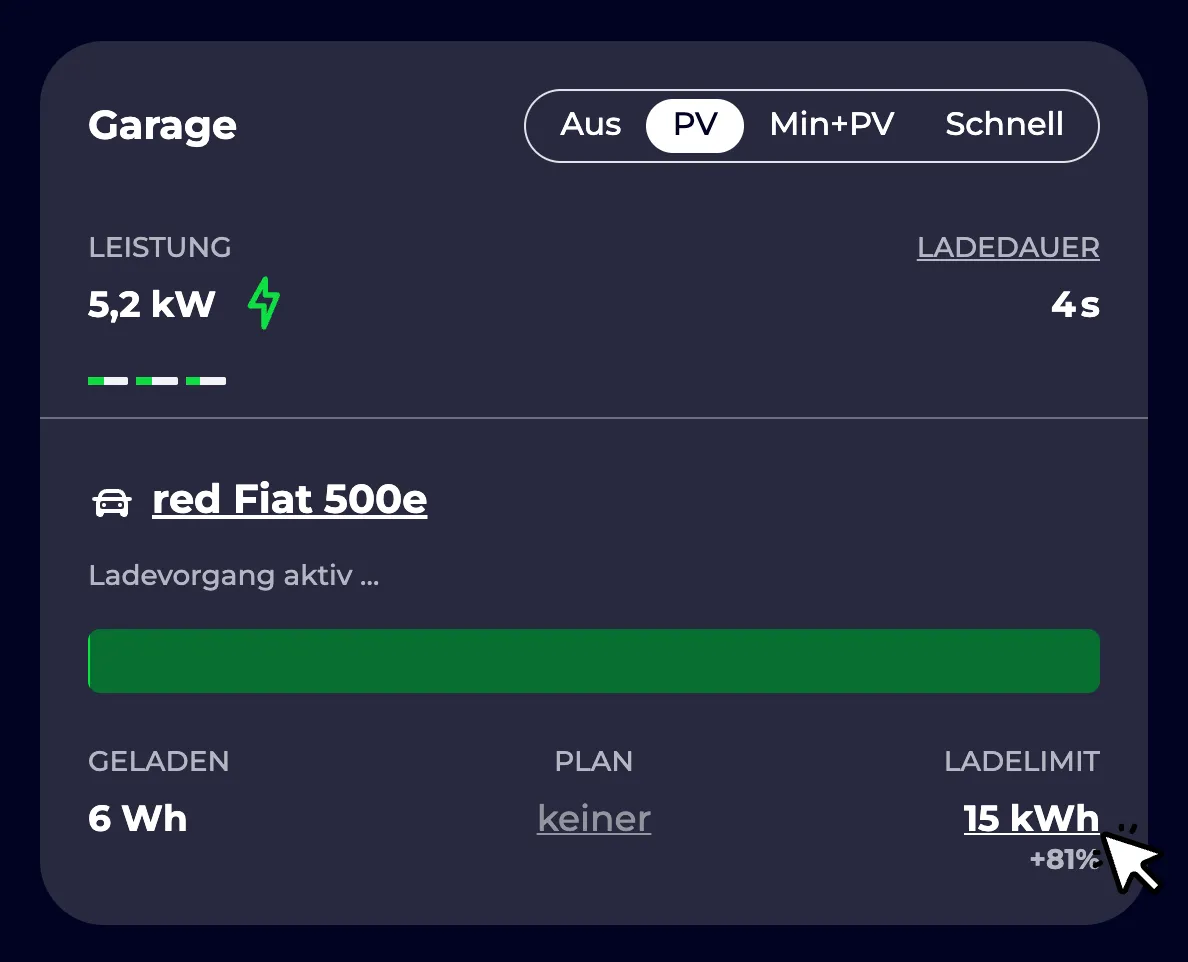 Garage
Aus PV Min+PV Schnell
LEISTUNG LADEDAUER
5,2 kW 4 s
red Fiat 500e
Ladevorgang aktiv ...
GELADEN PLAN LADELIMIT
6 Wh keiner 15 kWh
+81%